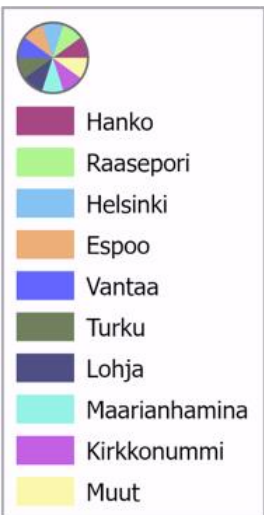 Hanko
Raasepori
Helsinki
Espoo
Vantaa
Turku
Lohja
Maarianhamina
Kirkkonummi
Muut